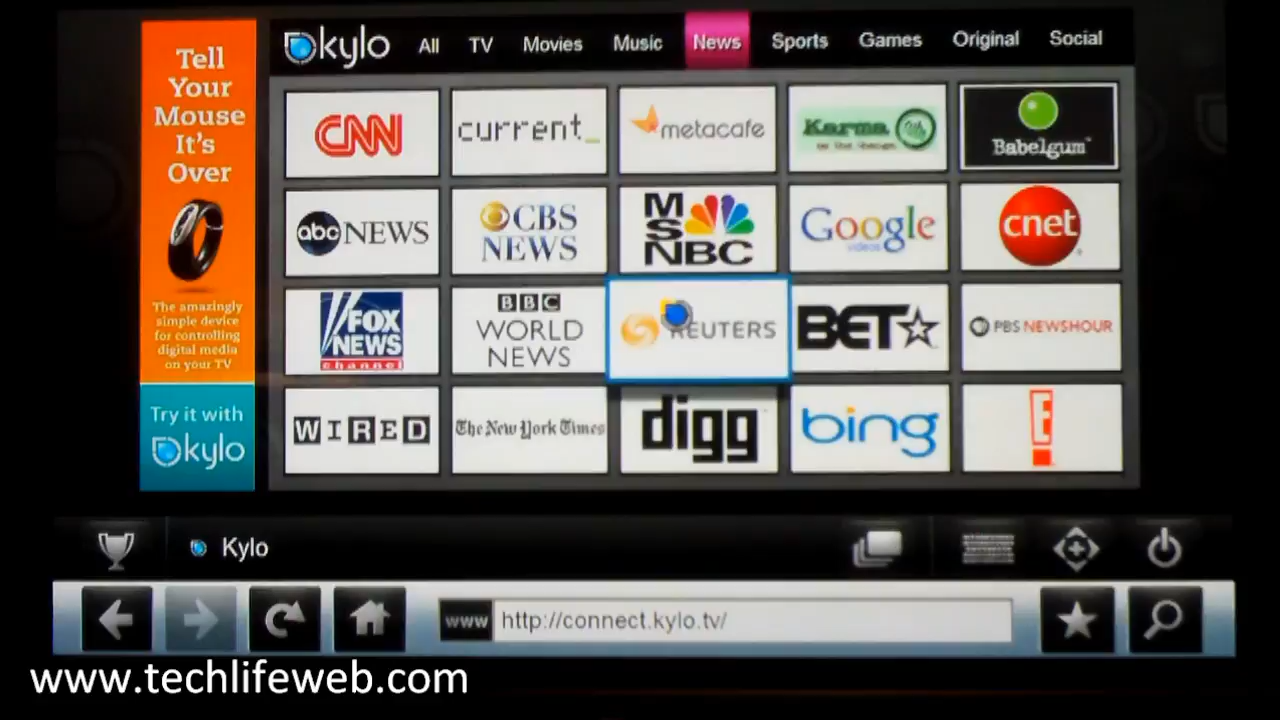 Tell
Your
Mouse
It's
Over
The amazingly
simple device
for controlling
digital media
on your TV
Try it with
kylo
kylo All TV Movies Music News Sports Games Original Social
CNN current_ metacafe Karma Babelgum
abc NEWS CBS NEWS MSNBC Google videos cnet
FOX NEWS channel BBC WORLD NEWS REUTERS BET PBS NEWSHOUR
WIRED The New York Times digg bing E!
Kylo
www http://connect.kylo.tv/
www.techlifeweb.com